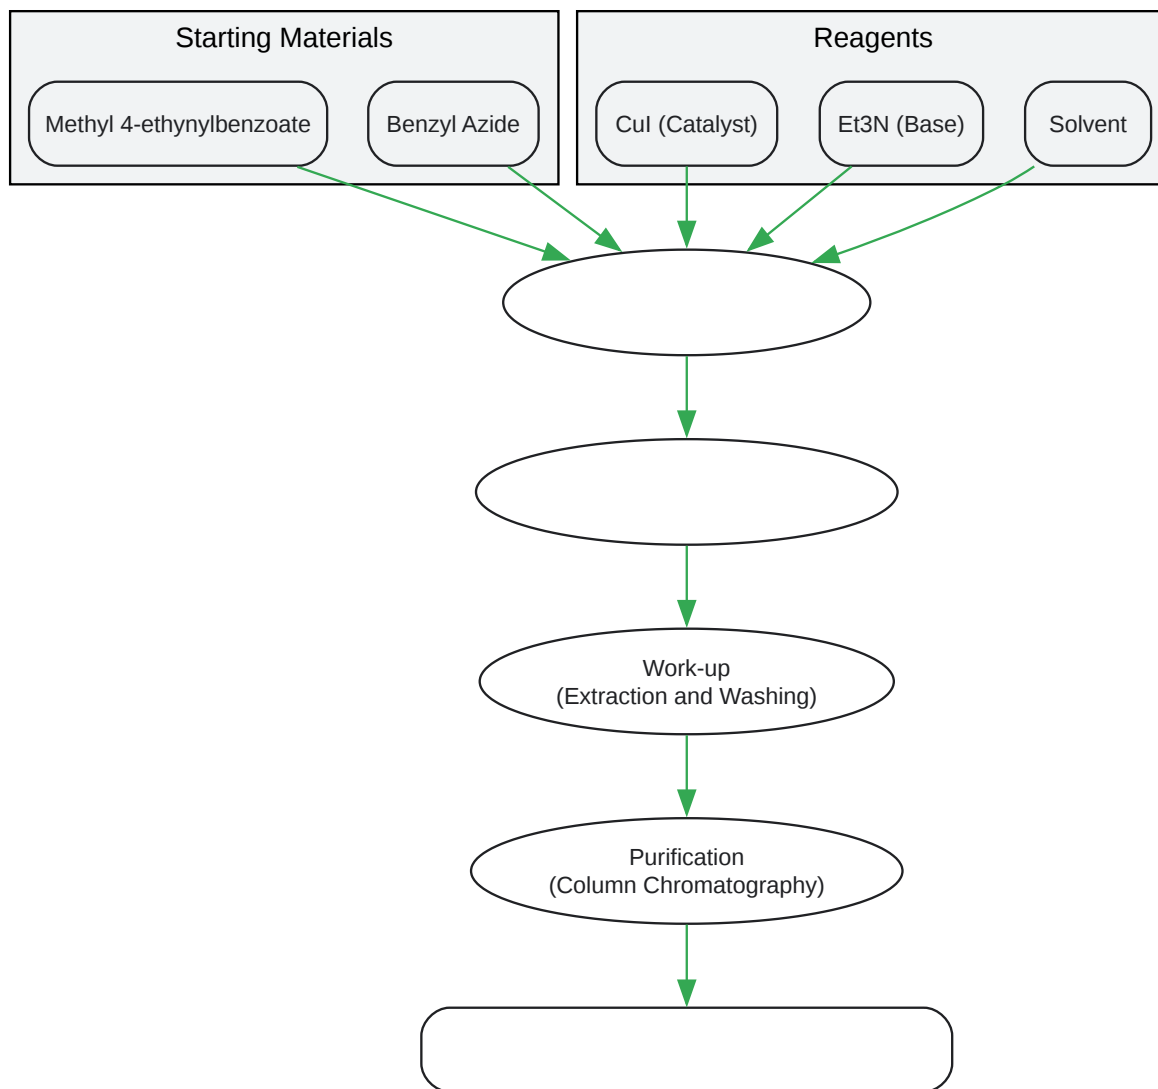 Starting Materials
Reagents
Methyl 4-ethynylbenzoate
Benzyl Azide
CuI (Catalyst)
Et3N (Base)
Solvent
Work-up
(Extraction and Washing)
Purification
(Column Chromatography)